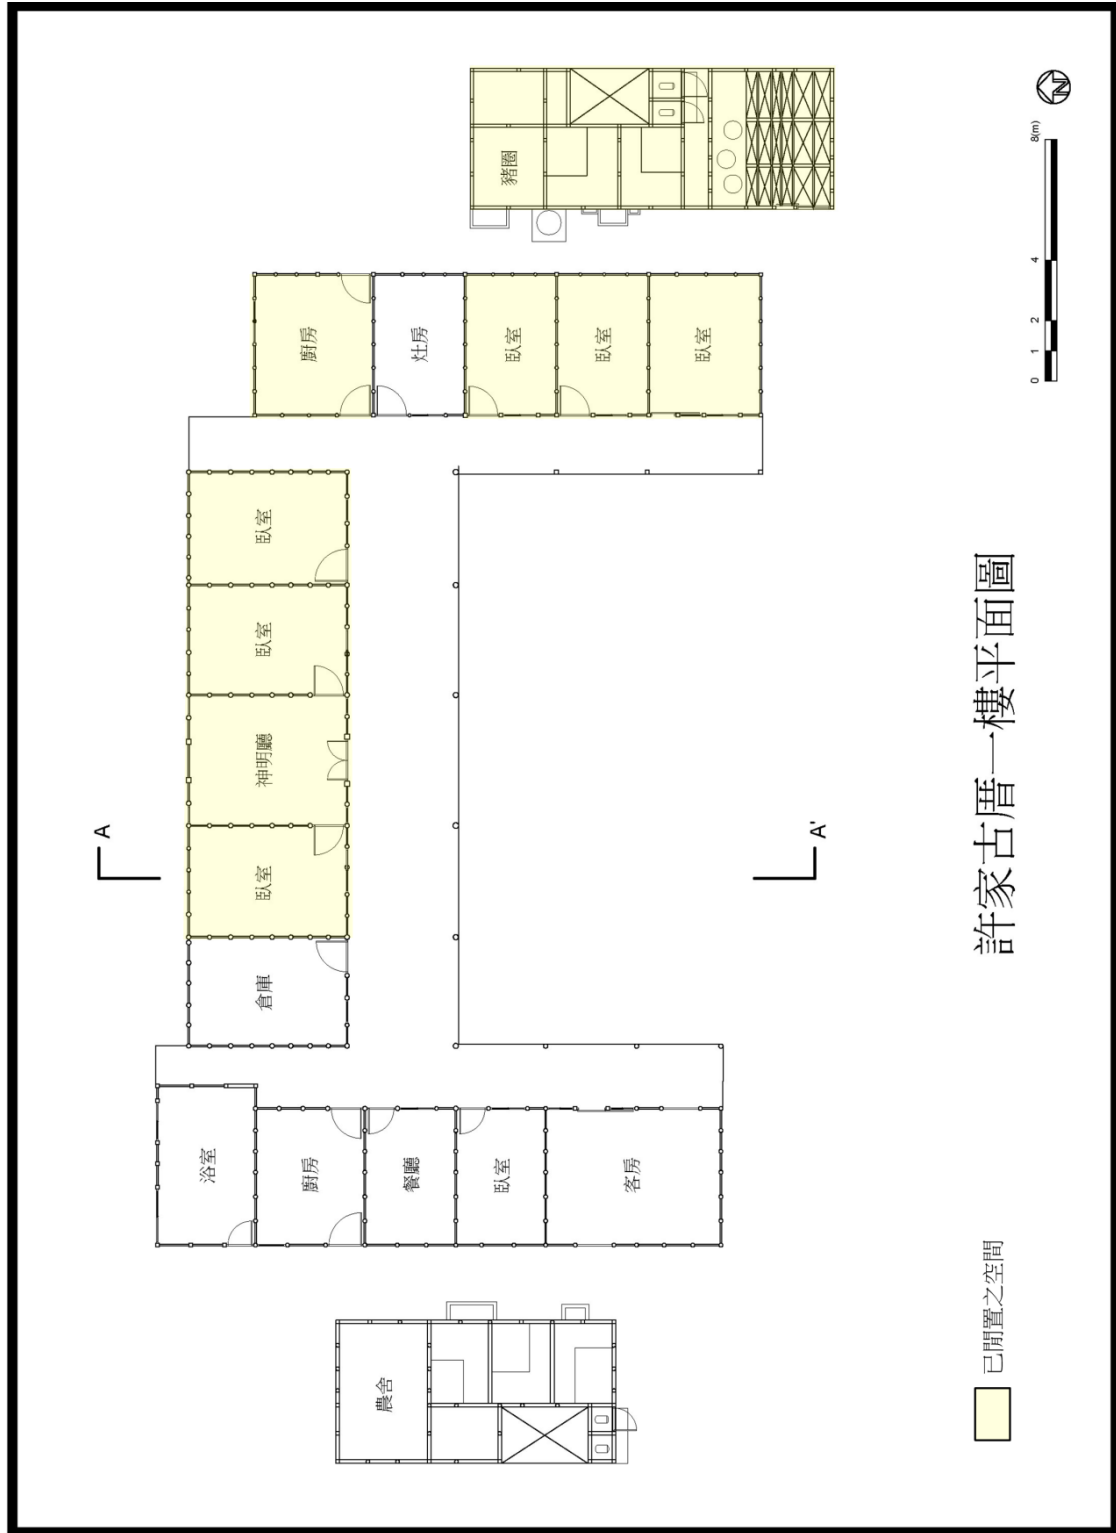 A
浴室
倉庫
臥室
神明廳
臥室
臥室
廚房
廚房
農舍
餐廳
灶房
臥室
臥室
豬圈
臥室
客房
臥室
A'
已閒置之空間
許家古厝一樓平面圖
0 1 2 4 8(m)
N